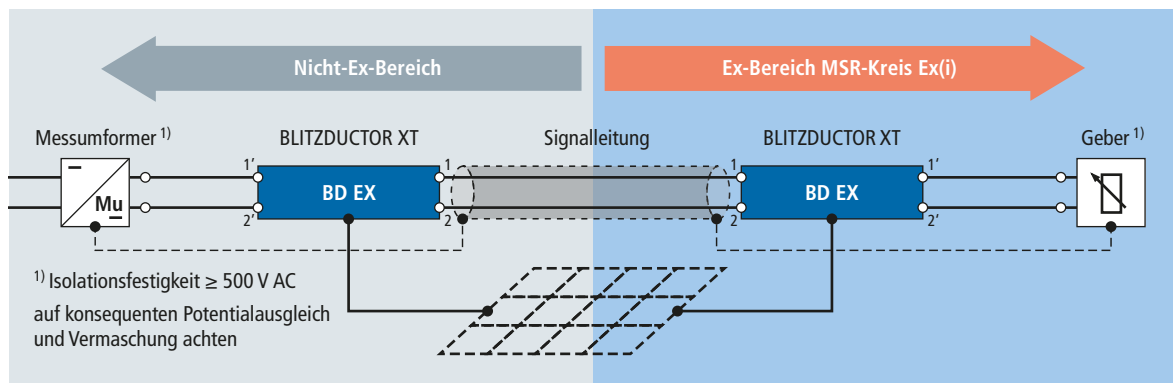 Nicht-Ex-Bereich
Ex-Bereich MSR-Kreis Ex(i)
Messumformer 1)
BLITZDUCTOR XT
Signalleitung
BLITZDUCTOR XT
Geber 1)
Mu
1'
BD EX
1
2'
2
1
BD EX
1'
2
2'
1) Isolationsfestigkeit ≥ 500 V AC
auf konsequenten Potentialausgleich
und Vermaschung achten